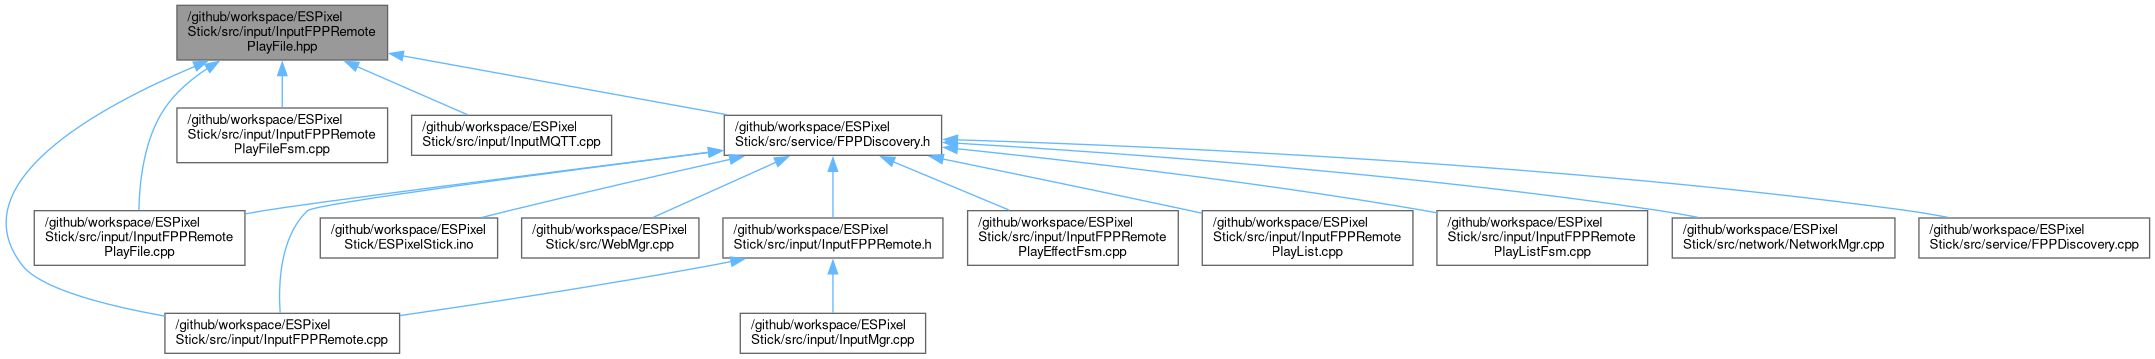 /github/workspace/ESPixel
Stick/src/input/InputFPPRemote
PlayFile.hpp
/github/workspace/ESPixel
Stick/src/input/InputFPPRemote
PlayFileFsm.cpp
/github/workspace/ESPixel
Stick/src/input/InputMQTT.cpp
/github/workspace/ESPixel
Stick/src/service/FPPDiscovery.h
/github/workspace/ESPixel
Stick/src/input/InputFPPRemote
PlayFile.cpp
/github/workspace/ESPixel
Stick/ESPixelStick.ino
/github/workspace/ESPixel
Stick/src/WebMgr.cpp
/github/workspace/ESPixel
Stick/src/input/InputFPPRemote.h
/github/workspace/ESPixel
Stick/src/input/InputFPPRemote
PlayEffectFsm.cpp
/github/workspace/ESPixel
Stick/src/input/InputFPPRemote
PlayList.cpp
/github/workspace/ESPixel
Stick/src/input/InputFPPRemote
PlayListFsm.cpp
/github/workspace/ESPixel
Stick/src/network/NetworkMgr.cpp
/github/workspace/ESPixel
Stick/src/service/FPPDiscovery.cpp
/github/workspace/ESPixel
Stick/src/input/InputFPPRemote.cpp
/github/workspace/ESPixel
Stick/src/input/InputMgr.cpp